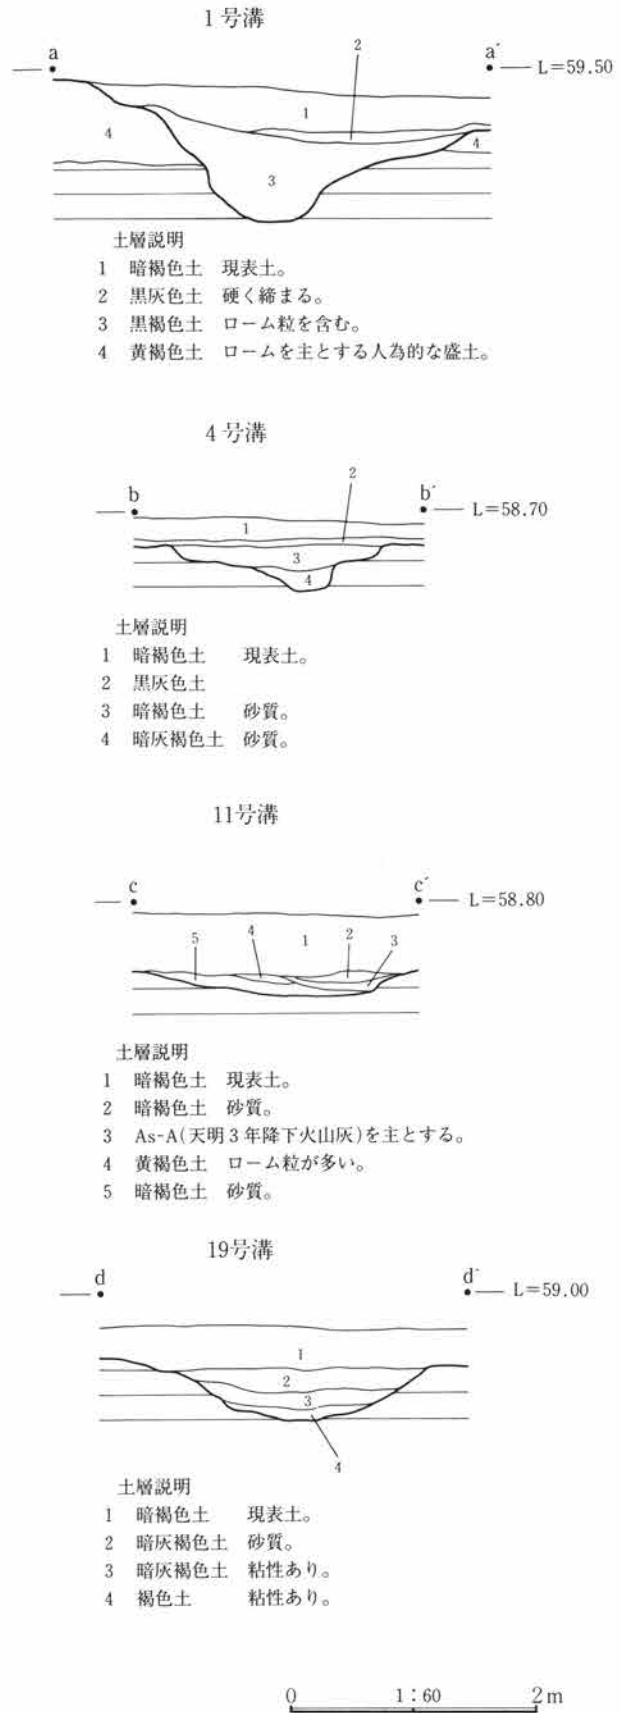 1号溝
2
a
a´
L=59.50
1
4
4
3
土層説明
1 暗褐色土 現表土。
2 黒灰色土 硬く締まる。
3 黒褐色土 ローム粒を含む。
4 黄褐色土 ロームを主とする人為的な盛土。
4号溝
2
b
b´
L=58.70
1
3
4
土層説明
1 暗褐色土 現表土。
2 黒灰色土
3 暗褐色土 砂質。
4 暗灰褐色土 砂質。
11号溝
c
c´
L=58.80
5
4
1
2
3
土層説明
1 暗褐色土 現表土。
2 暗褐色土 砂質。
3 As-A(天明3年降下火山灰)を主とする。
4 黄褐色土 ローム粒が多い。
5 暗褐色土 砂質。
19号溝
d
d´
L=59.00
1
2
3
4
土層説明
1 暗褐色土 現表土。
2 暗灰褐色土 砂質。
3 暗灰褐色土 粘性あり。
4 褐色土 粘性あり。
0 1:60 2m